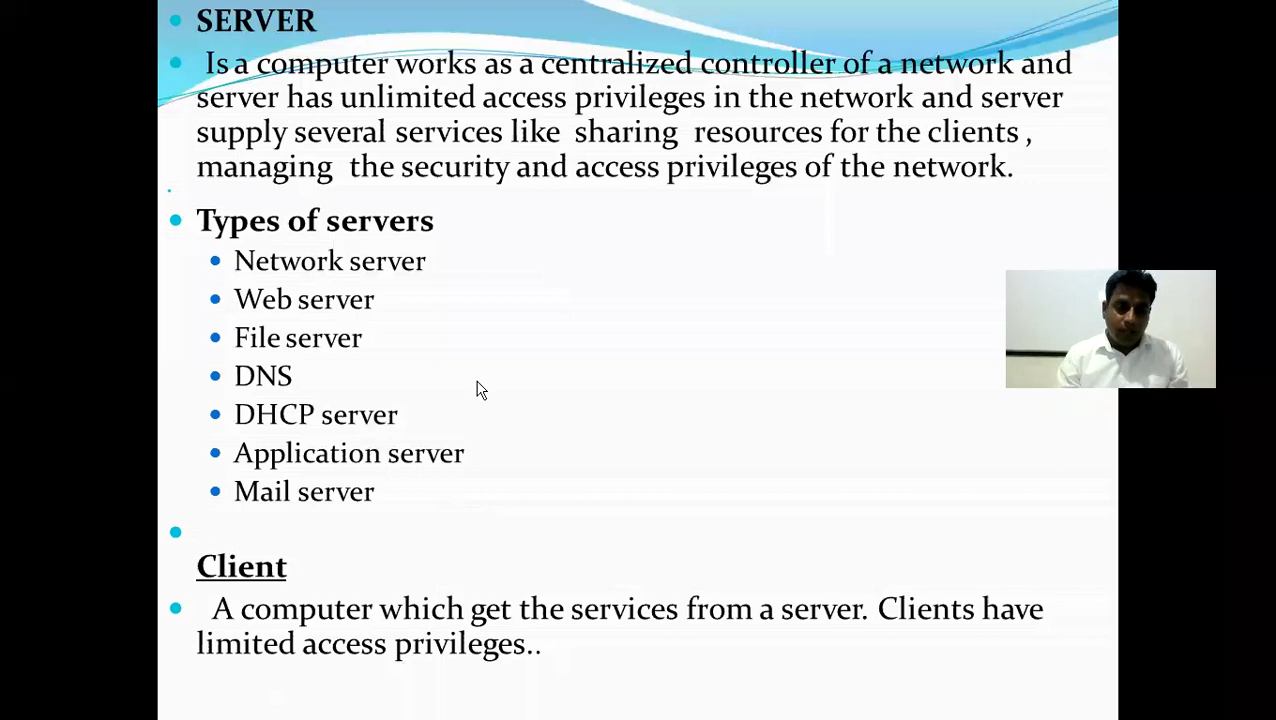 SERVER
Is a computer works as a centralized controller of a network and
server has unlimited access privileges in the network and server
supply several services like sharing resources for the clients ,
managing the security and access privileges of the network.
Types of servers
Network server
Web server
File server
DNS
DHCP server
Application server
Mail server
Client
A computer which get the services from a server. Clients have
limited access privileges..